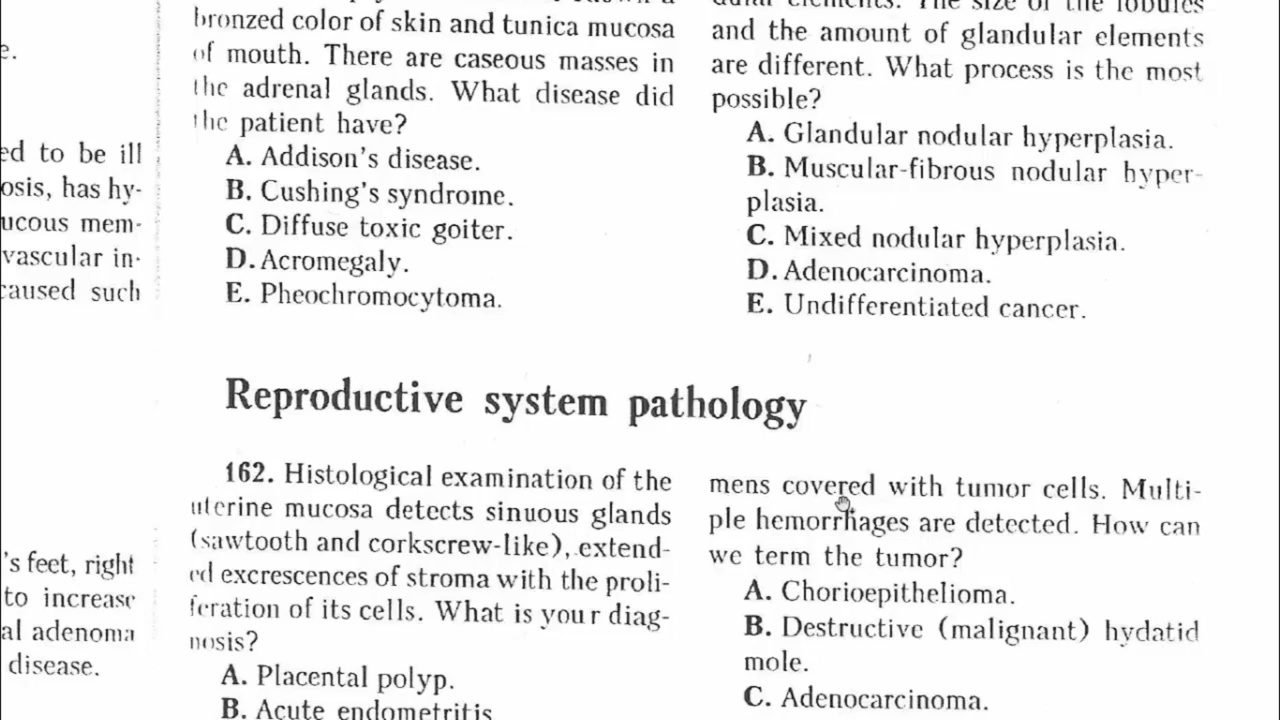 e.
ed to be ill
osis, has hy-
ucous mem-
vascular in-
caused such
's feet, right
to increase
al adenoma
disease.
bronzed color of skin and tunica mucosa
of mouth. There are caseous masses in
the adrenal glands. What disease did
the patient have?
A. Addison's disease.
B. Cushing's syndrome.
C. Diffuse toxic goiter.
D. Acromegaly.
E. Pheochromocytoma.
dular elements. The size of the lobules
and the amount of glandular elements
are different. What process is the most
possible?
A. Glandular nodular hyperplasia.
B. Muscular-fibrous nodular hyper-
plasia.
C. Mixed nodular hyperplasia.
D. Adenocarcinoma.
E. Undifferentiated cancer.
Reproductive system pathology
162. Histological examination of the
uterine mucosa detects sinuous glands
(sawtooth and corkscrew-like), extend-
ed excrescences of stroma with the proli-
feration of its cells. What is your diag-
nosis?
A. Placental polyp.
B. Acute endometritis
mens covered with tumor cells. Multi-
ple hemorrhages are detected. How can
we term the tumor?
A. Chorioepithelioma.
B. Destructive (malignant) hydatid
mole.
C. Adenocarcinoma.